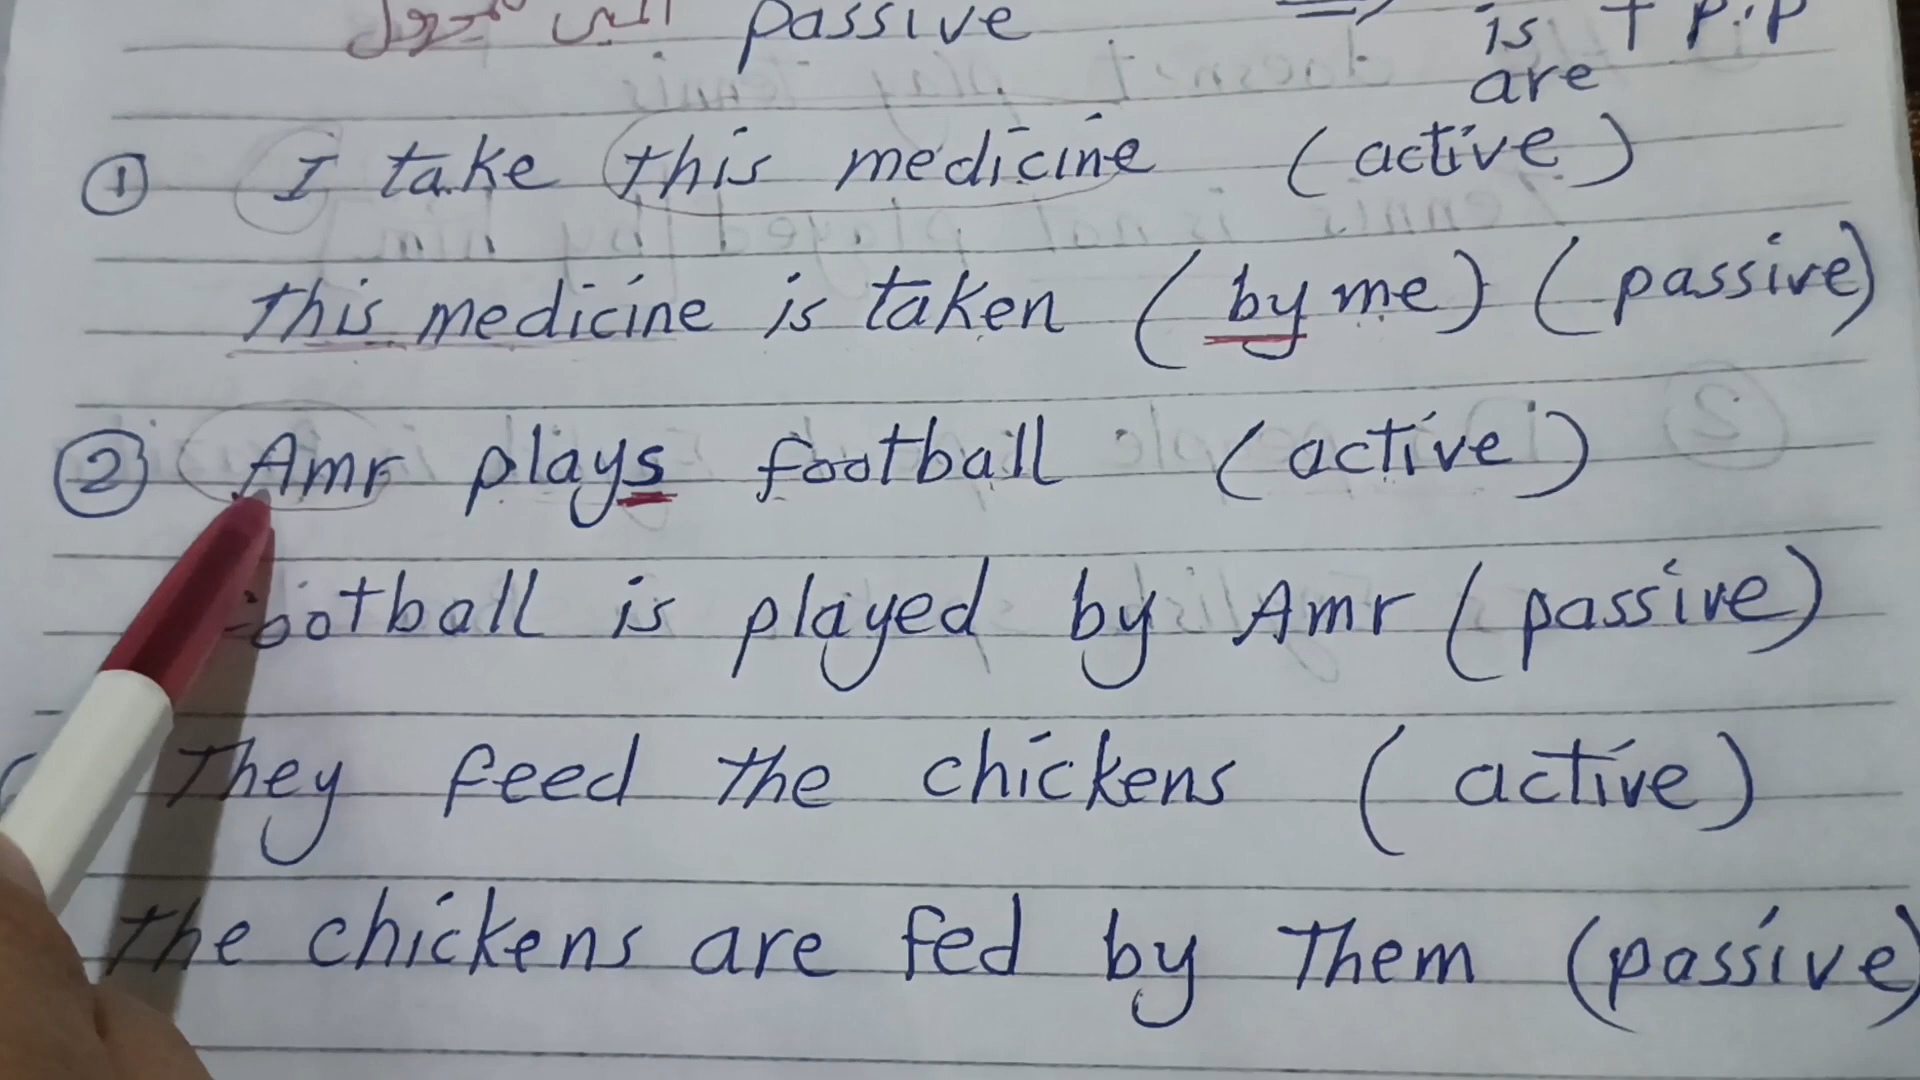 المبنى للمجهول passive => is + P.P
are
① I take this medicine (active)
this medicine is taken (by me) (passive)
② Amr plays football (active)
football is played by Amr (passive)
They feed the chickens (active)
the chickens are fed by Them (passive)